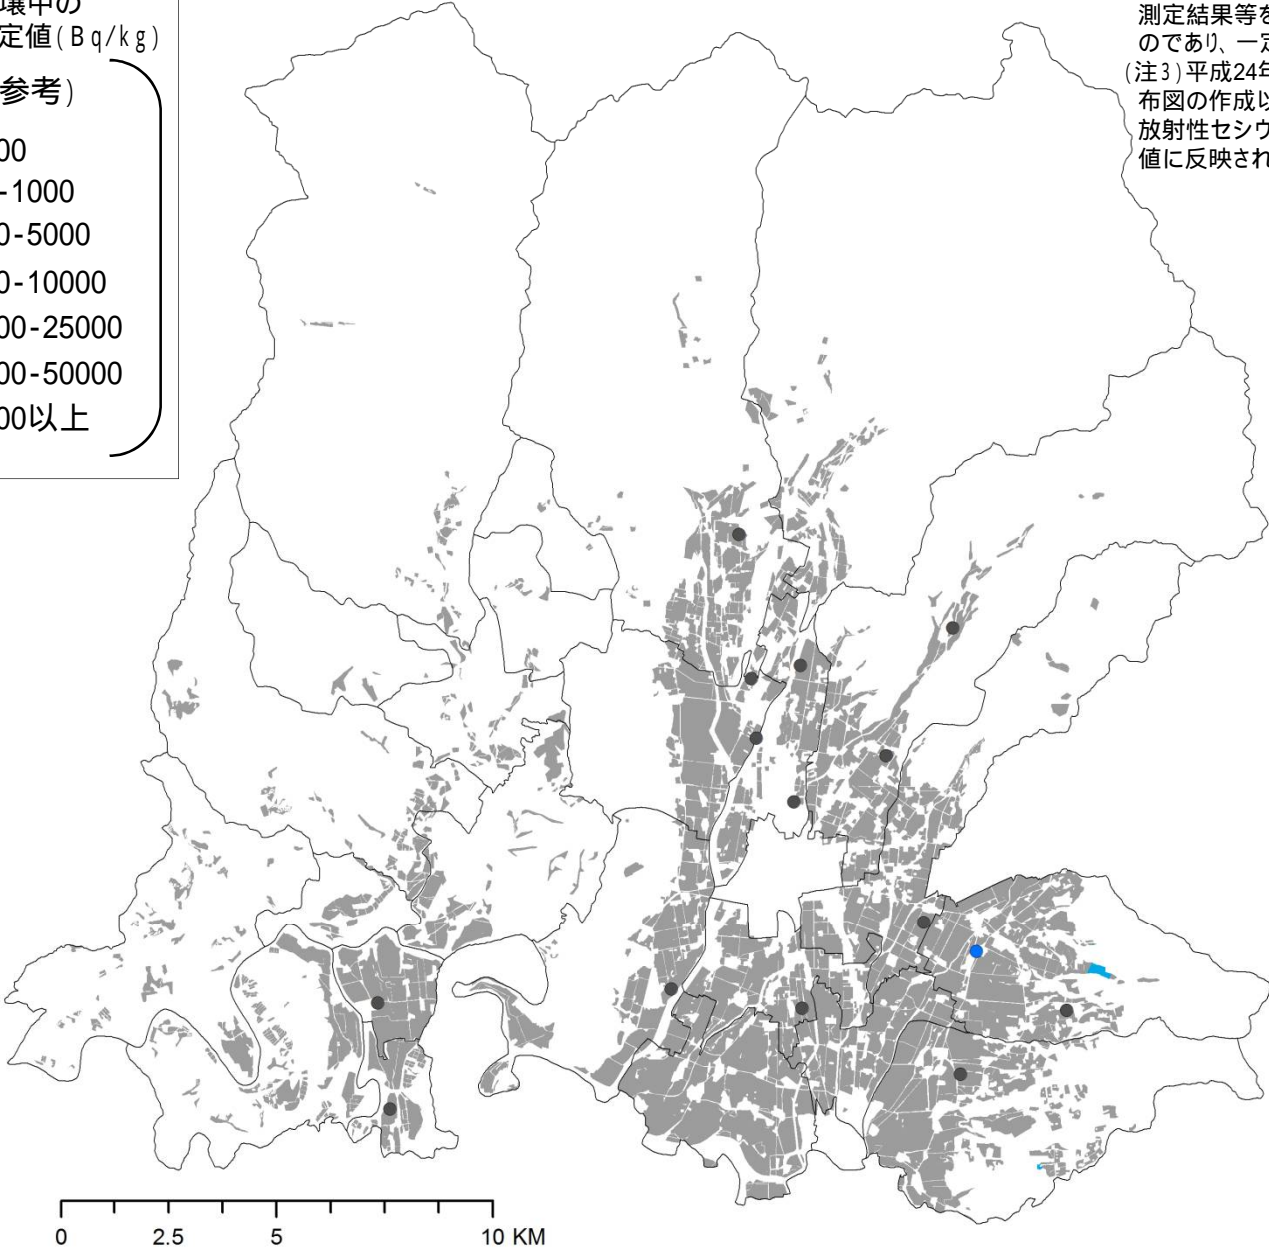 壌中の
定値(Bq/kg)
参考)
00
-1000
0-5000
0-10000
00-25000
00-50000
00以上
測定結果等を
のであり、一定
(注3)平成24年
布図の作成以
放射性セシウ
値に反映され
0 2.5 5 10 KM